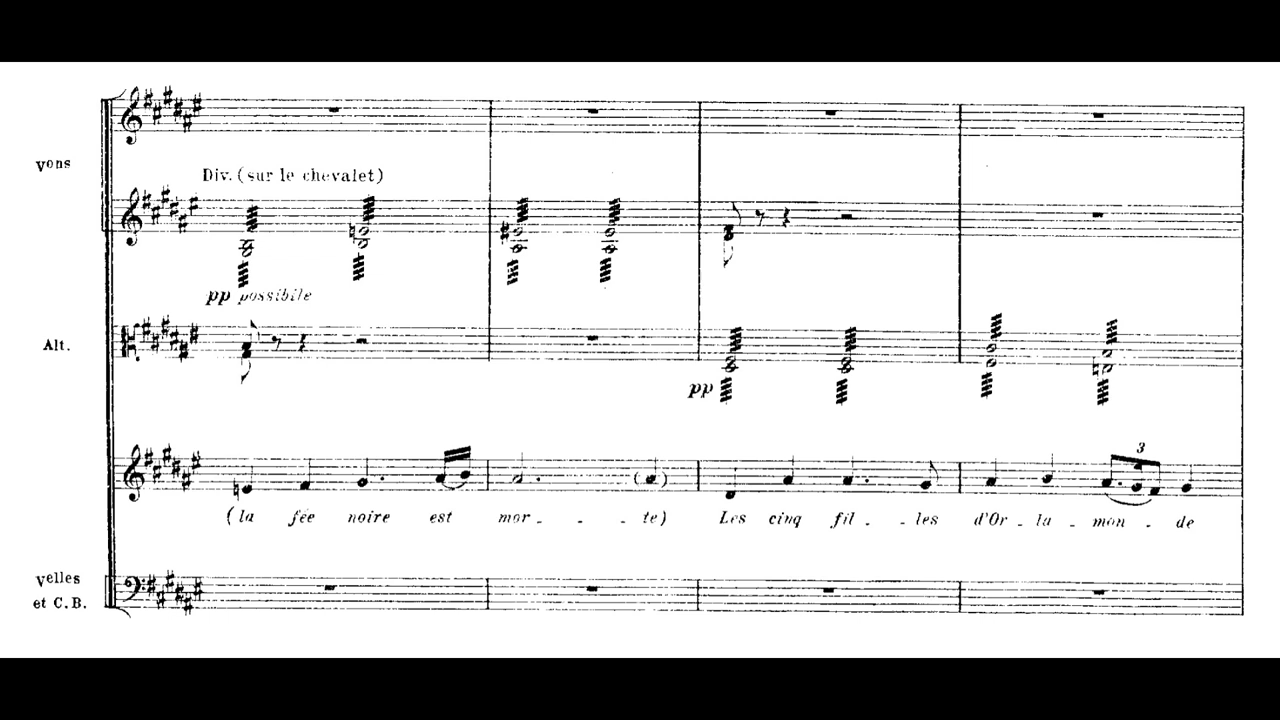 Vons
Div. (sur le chevalet)
pp possibile
Alt.
pp
3
(la fée noire est mor - - - te) Les cinq fil - - les d'Or - la - mon - de
Velles
et C.B.